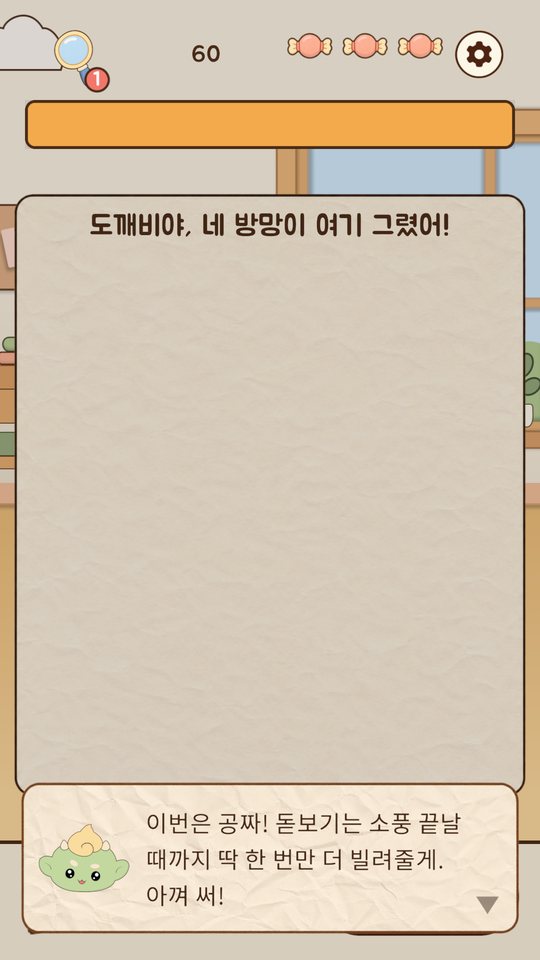 1
60
도깨비야, 네 방망이 여기 그렸어!
이번은 공짜! 돋보기는 소풍 끝날
때까지 딱 한 번만 더 빌려줄게.
아껴 써!